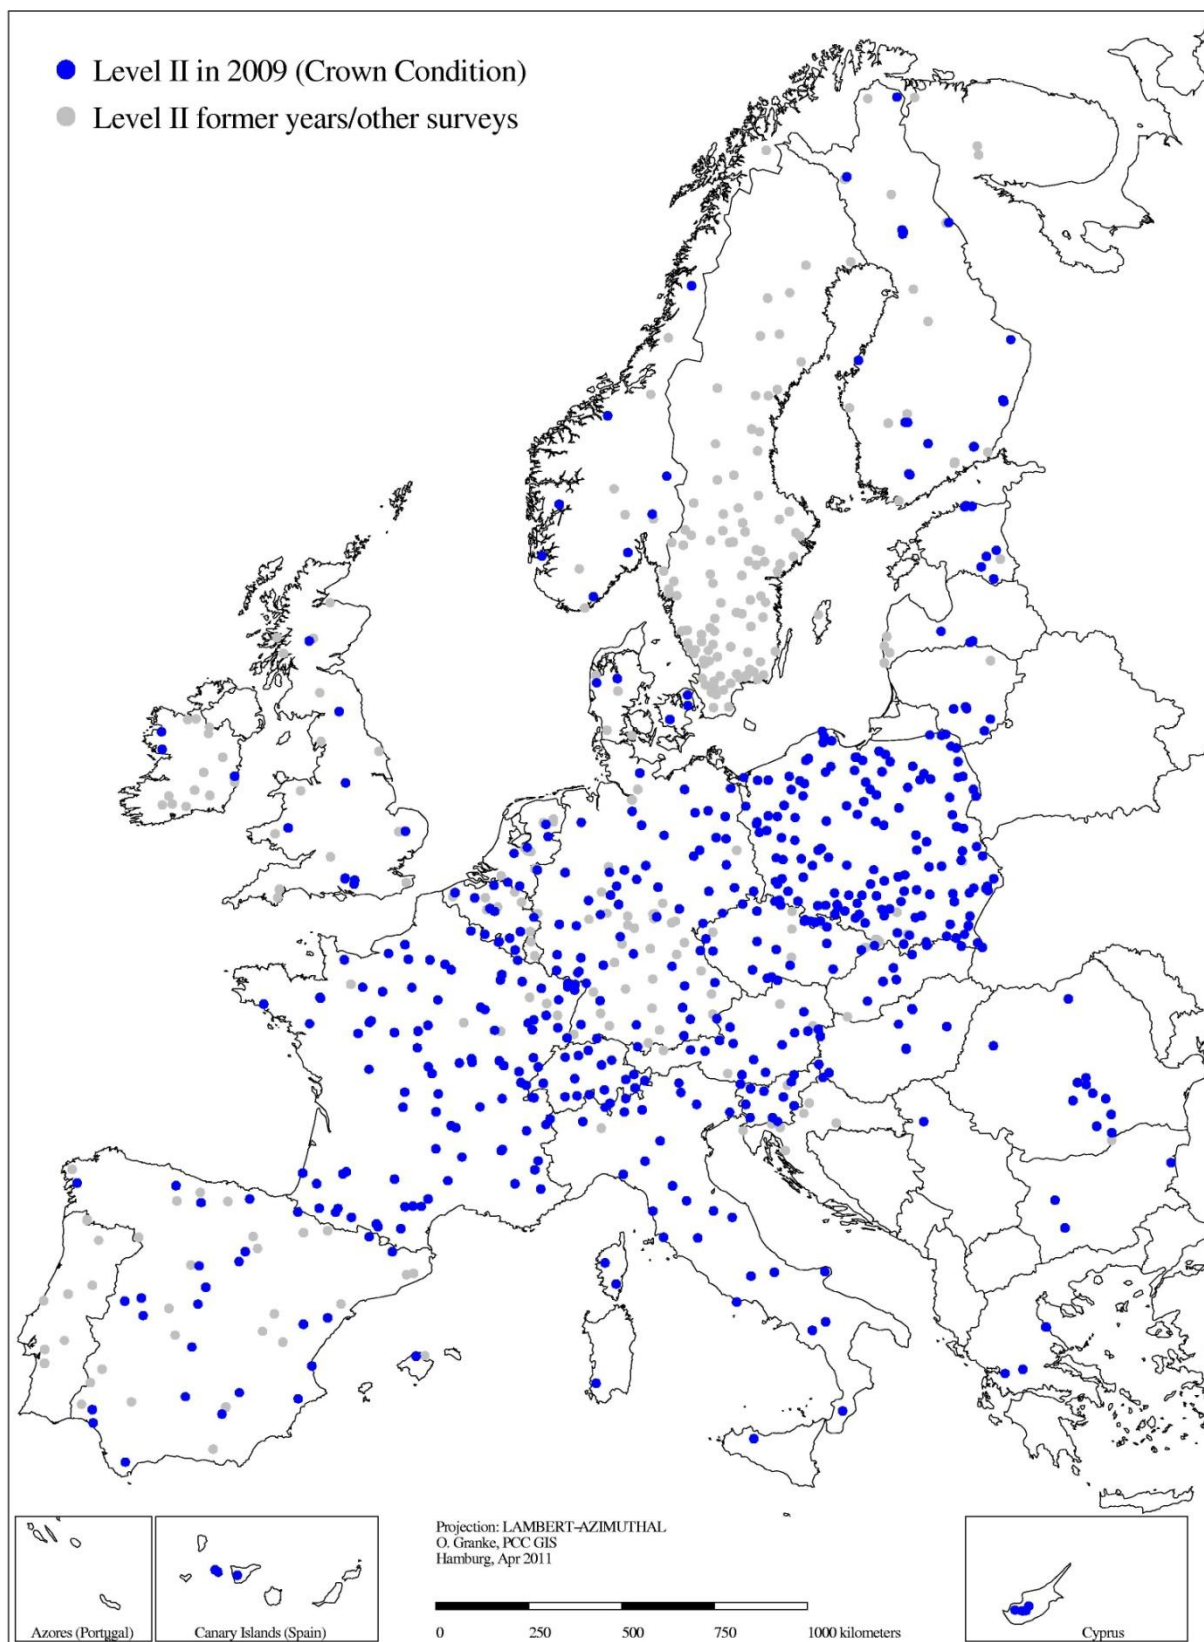 Level II in 2009 (Crown Condition)
Level II former years/other surveys
Projection: LAMBERT-AZIMUTHAL
O. Granke, PCC GIS
Hamburg, Apr 2011
Azores (Portugal)
Canary Islands (Spain)
0 250 500 750 1000 kilometers
Cyprus